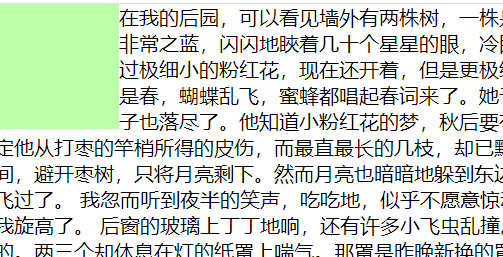 在我的后园，可以看见墙外有两株树，一株
非常之蓝，闪闪地䀹着几十个星星的眼，冷
过极细小的粉红花，现在还开着，但是更极
是春，蝴蝶乱飞，蜜蜂都唱起春词来了。她
子也落尽了。他知道小粉红花的梦，秋后要
定他从打枣的竿梢所得的皮伤，而最直最长的几枝，却已
间，避开枣树，只将月亮剩下。然而月亮也暗暗地躲到东
飞过了。 我忽而听到夜半的笑声，吃吃地，似乎不愿意惊
我旋高了。 后窗的玻璃上丁丁地响，还有许多小飞虫乱撞。
的。两三个却休息在灯的纸罩上喘气。那罩是昨晚新换的